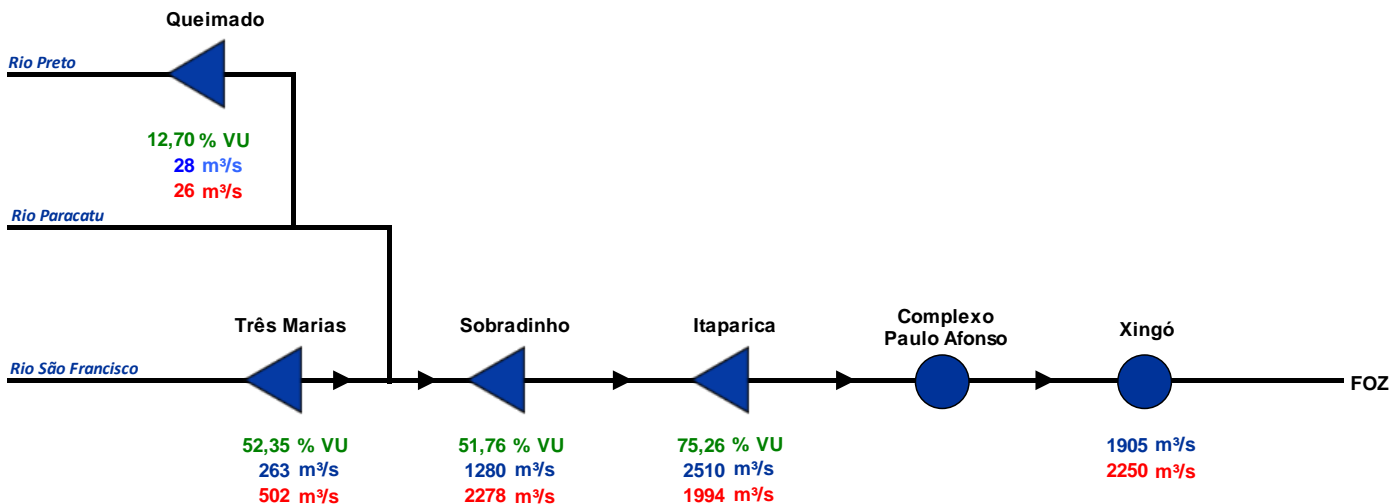 Queimado
Rio Preto
12,70 % VU
28 m³/s
26 m³/s
Rio Paracatu
Três Marias
Sobradinho
Itaparica
Complexo
Paulo Afonso
Xingó
Rio São Francisco
FOZ
52,35 % VU
263 m³/s
502 m³/s
51,76 % VU
1280 m³/s
2278 m³/s
75,26 % VU
2510 m³/s
1994 m³/s
1905 m³/s
2250 m³/s